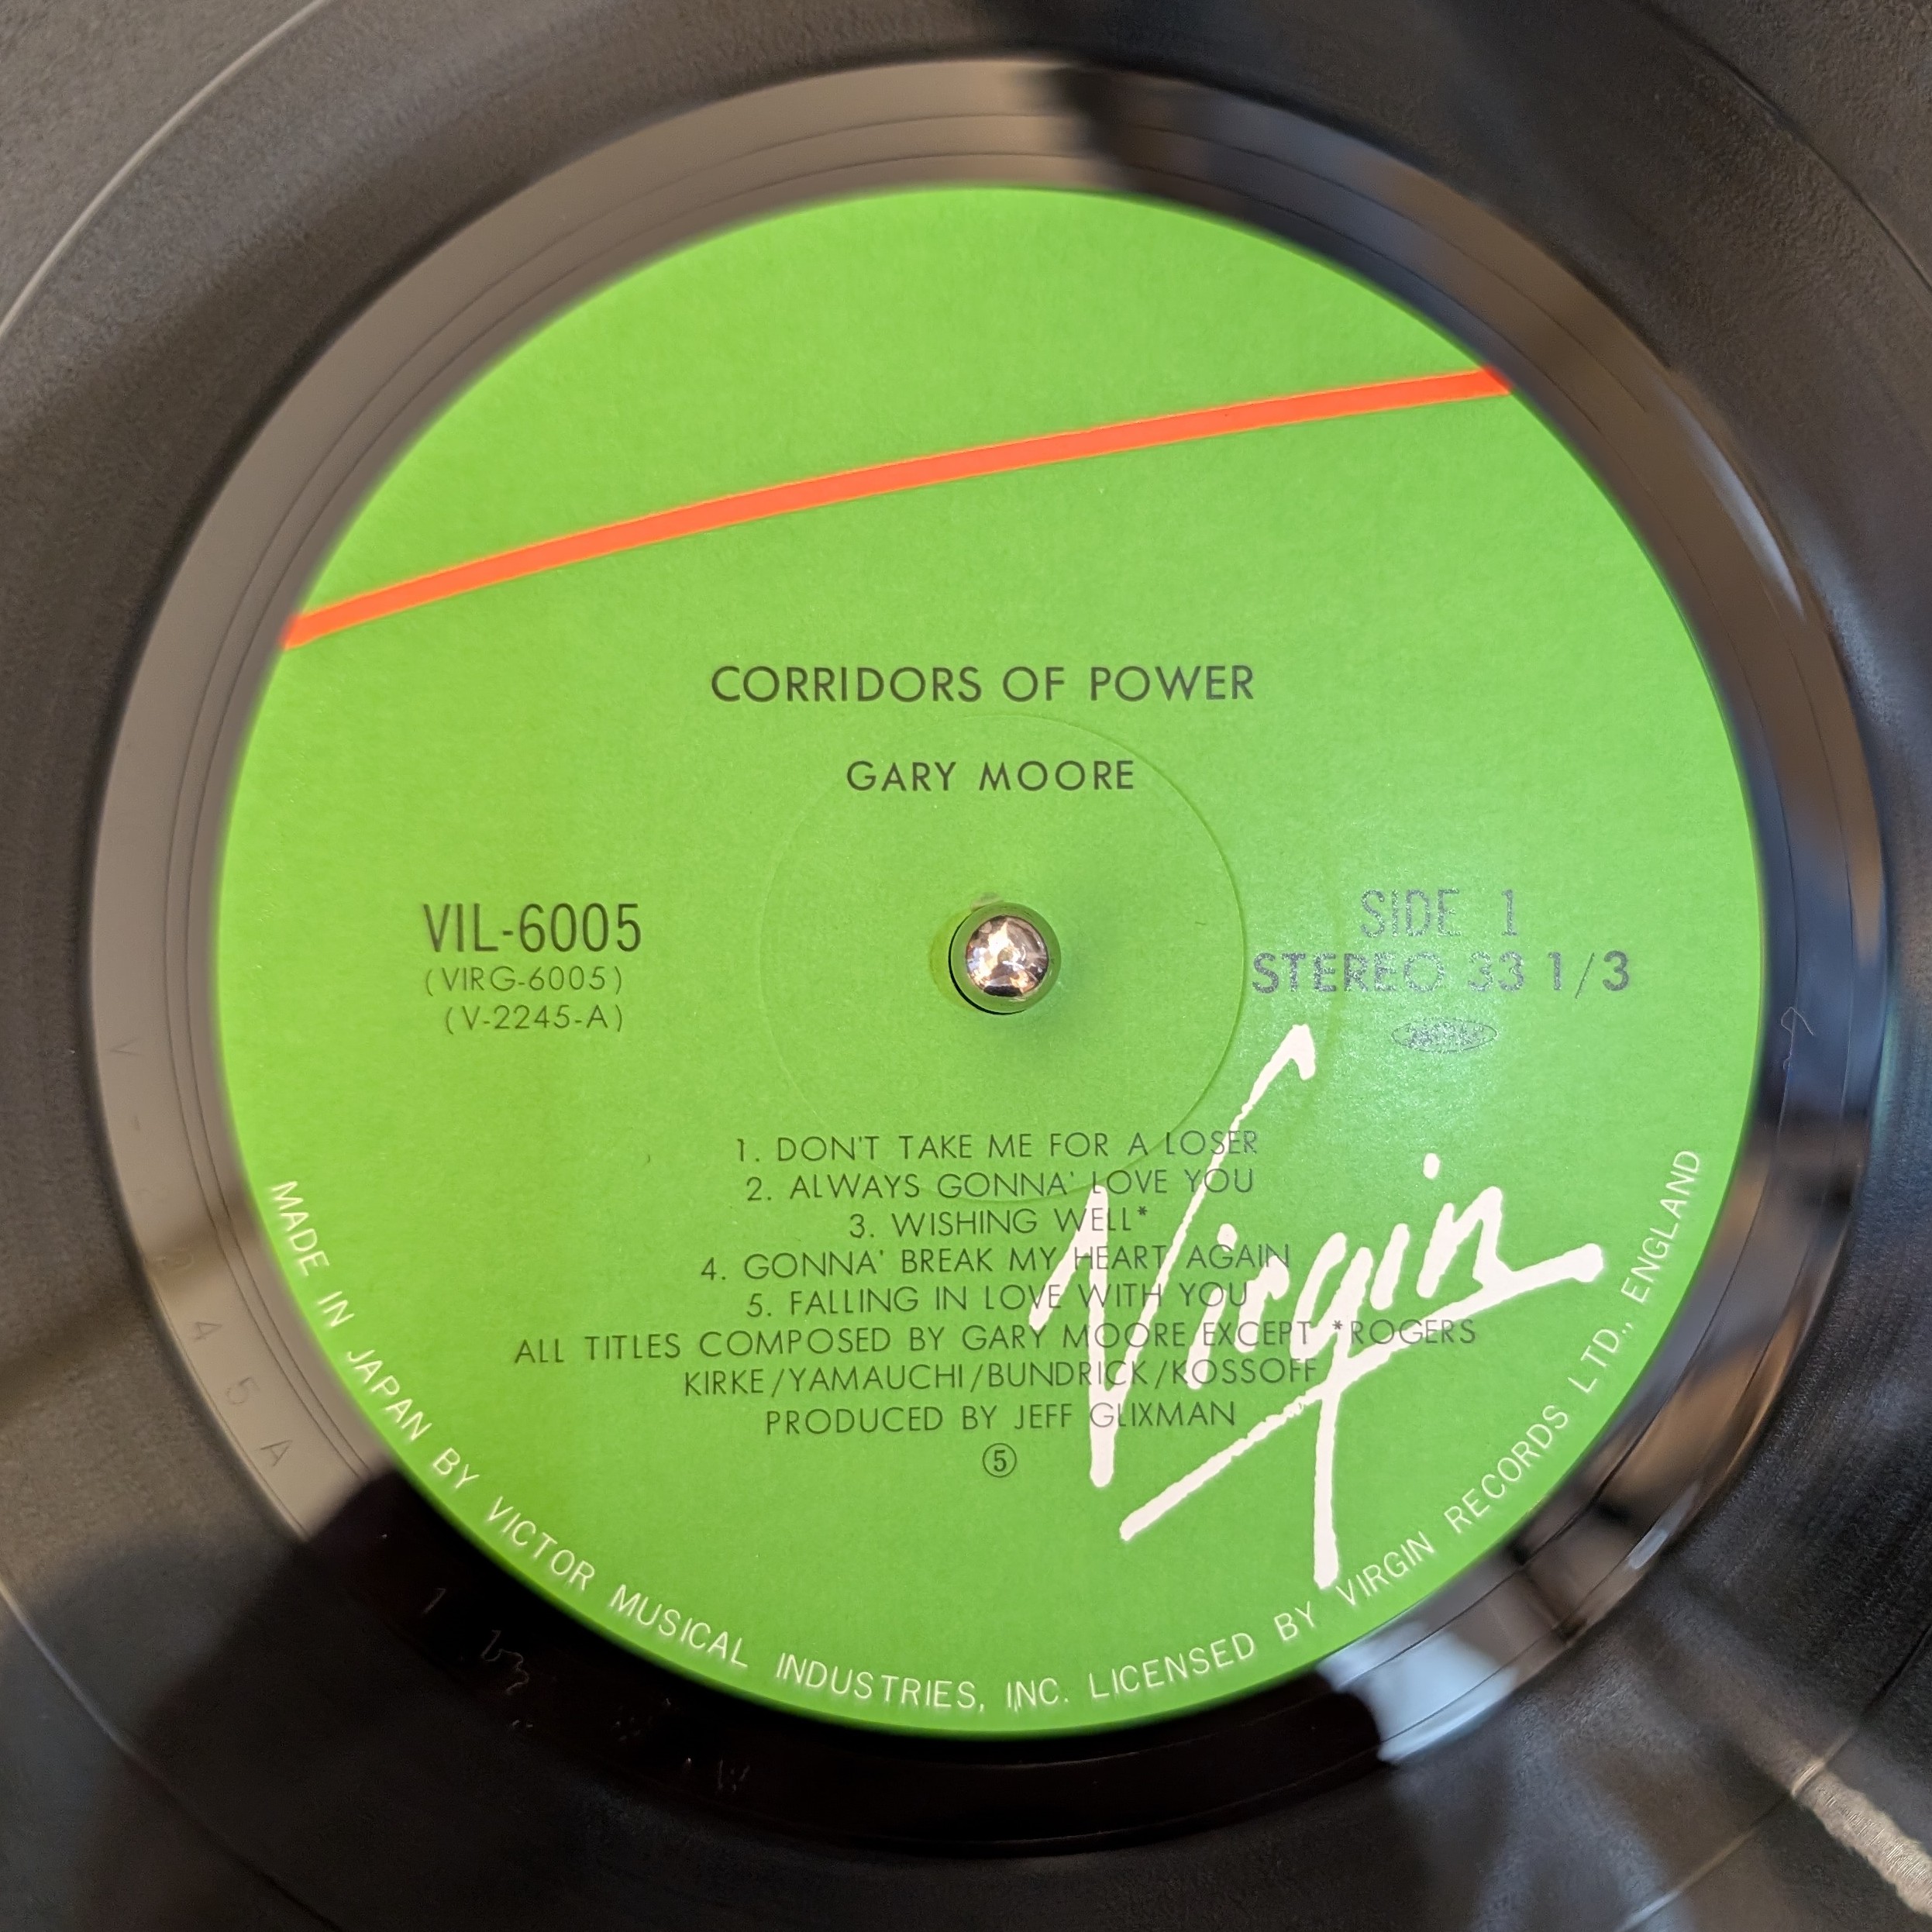 CORRIDORS OF POWER
GARY MOORE
VIL-6005
(VIRG-6005)
(V-2245-A)
SIDE 1
STEREO 33 1/3
1. DON'T TAKE ME FOR A LOSER
2. ALWAYS GONNA' LOVE YOU
3. WISHING WELL*
4. GONNA' BREAK MY HEART AGAIN
5. FALLING IN LOVE WITH YOU
ALL TITLES COMPOSED BY GARY MOORE EXCEPT *ROGERS
KIRKE/YAMAUCHI/BUNDRICK/KOSSOFF
PRODUCED BY JEFF GLIXMAN
⑤
Virgin
MADE IN JAPAN BY VICTOR MUSICAL INDUSTRIES, INC. LICENSED BY VIRGIN RECORDS LTD., ENGLAND